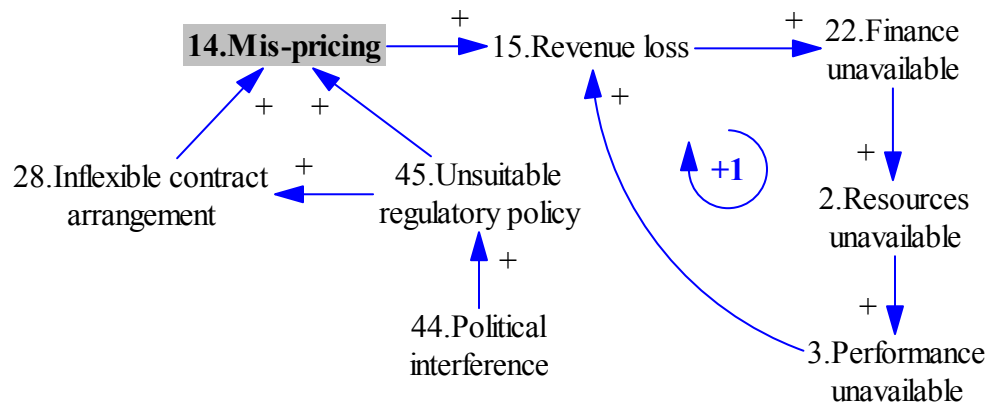 14.Mis-pricing
+
15.Revenue loss
+
22.Finance
unavailable
+
+
+
+1
28.Inflexible contract
arrangement
+
45.Unsuitable
regulatory policy
+
2.Resources
unavailable
+
44.Political
interference
+
3.Performance
unavailable